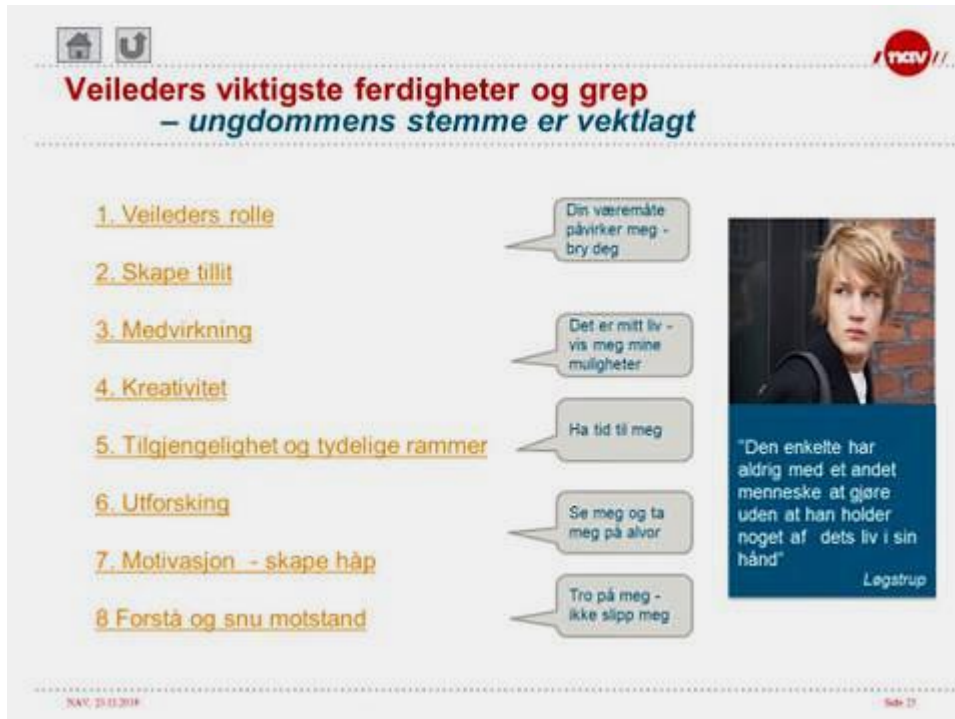 nav
Veileders viktigste ferdigheter og grep
– ungdommens stemme er vektlagt
1. Veileders rolle
2. Skape tillit
3. Medvirkning
4. Kreativitet
5. Tilgjengelighet og tydelige rammer
6. Utforsking
7. Motivasjon - skape håp
8 Forstå og snu motstand
Din væremåte
påvirker meg -
bry deg
Det er mitt liv -
vis meg mine
muligheter
Ha tid til meg
Se meg og ta
meg på alvor
Tro på meg -
ikke slipp meg
"Den enkelte har
aldrig med et andet
menneske at gjøre
uden at han holder
noget af dets liv i sin
hånd"
Løgstrup
NAV,
Side